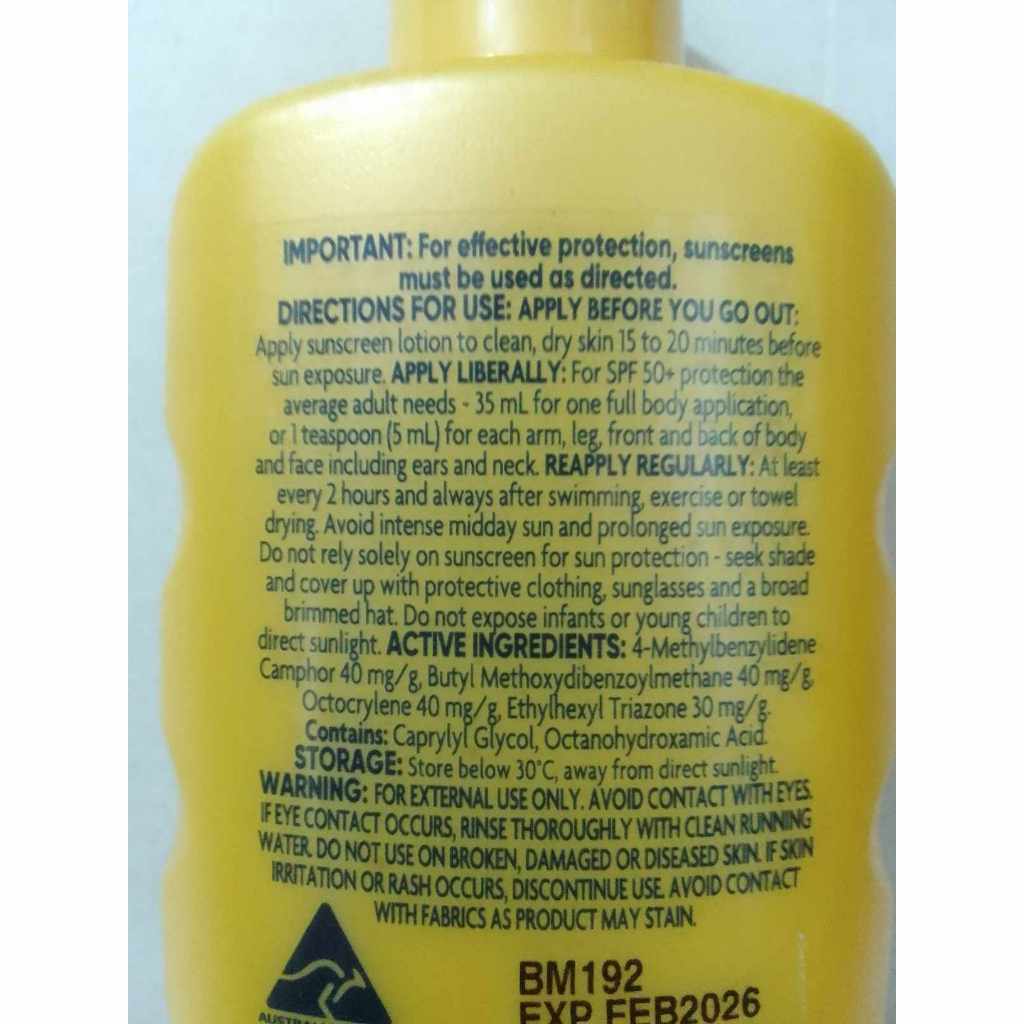 IMPORTANT: For effective protection, sunscreens
must be used as directed.
DIRECTIONS FOR USE: APPLY BEFORE YOU GO OUT:
Apply sunscreen lotion to clean, dry skin 15 to 20 minutes before
sun exposure. APPLY LIBERALLY: For SPF 50+ protection the
average adult needs - 35 mL for one full body application,
or 1 teaspoon (5 mL) for each arm, leg, front and back of body
and face including ears and neck. REAPPLY REGULARLY: At least
every 2 hours and always after swimming, exercise or towel
drying. Avoid intense midday sun and prolonged sun exposure.
Do not rely solely on sunscreen for sun protection - seek shade
and cover up with protective clothing, sunglasses and a broad
brimmed hat. Do not expose infants or young children to
direct sunlight. ACTIVE INGREDIENTS: 4-Methylbenzylidene
Camphor 40 mg/g, Butyl Methoxydibenzoylmethane 40 mg/g,
Octocrylene 40 mg/g, Ethylhexyl Triazone 30 mg/g.
Contains: Caprylyl Glycol, Octanohydroxamic Acid.
STORAGE: Store below 30°C, away from direct sunlight.
WARNING: FOR EXTERNAL USE ONLY. AVOID CONTACT WITH EYES.
IF EYE CONTACT OCCURS, RINSE THOROUGHLY WITH CLEAN RUNNING
WATER. DO NOT USE ON BROKEN, DAMAGED OR DISEASED SKIN. IF SKIN
IRRITATION OR RASH OCCURS, DISCONTINUE USE. AVOID CONTACT
WITH FABRICS AS PRODUCT MAY STAIN.
BM192
EXP FEB2026